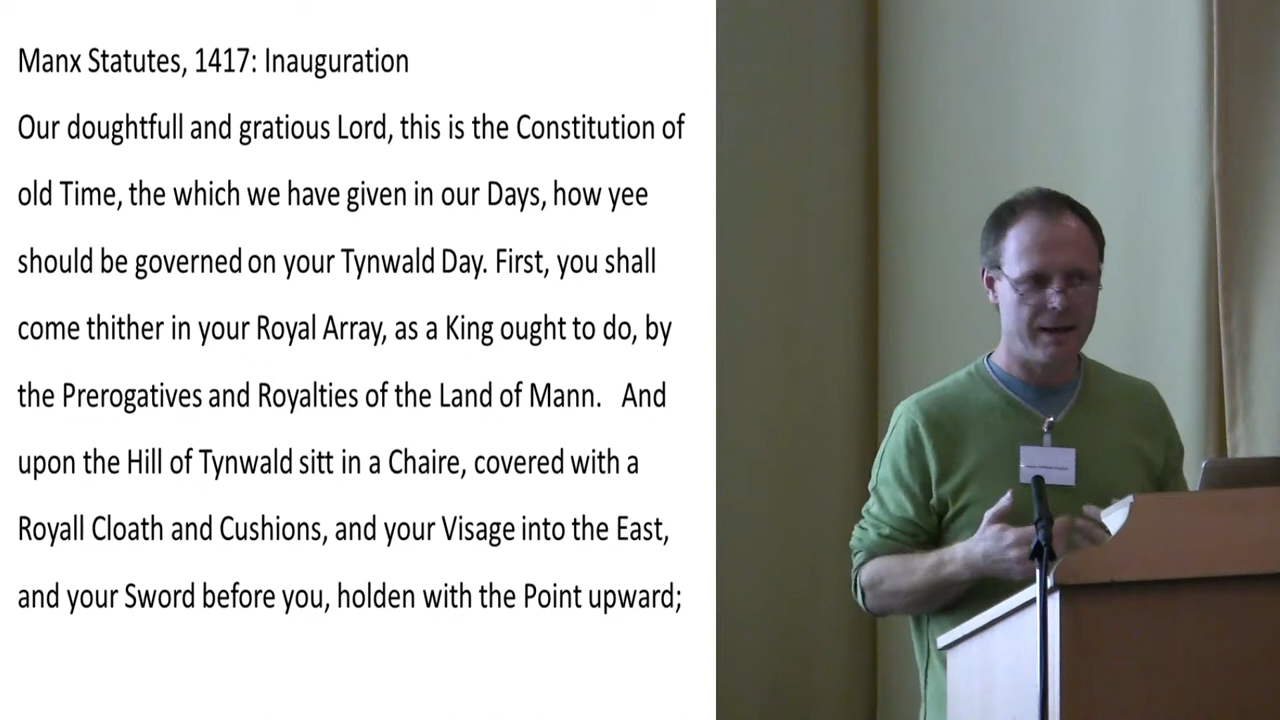 Manx Statutes, 1417: Inauguration
Our doughtfull and gratious Lord, this is the Constitution of
old Time, the which we have given in our Days, how yee
should be governed on your Tynwald Day. First, you shall
come thither in your Royal Array, as a King ought to do, by
the Prerogatives and Royalties of the Land of Mann.   And
upon the Hill of Tynwald sitt in a Chaire, covered with a
Royall Cloath and Cushions, and your Visage into the East,
and your Sword before you, holden with the Point upward;